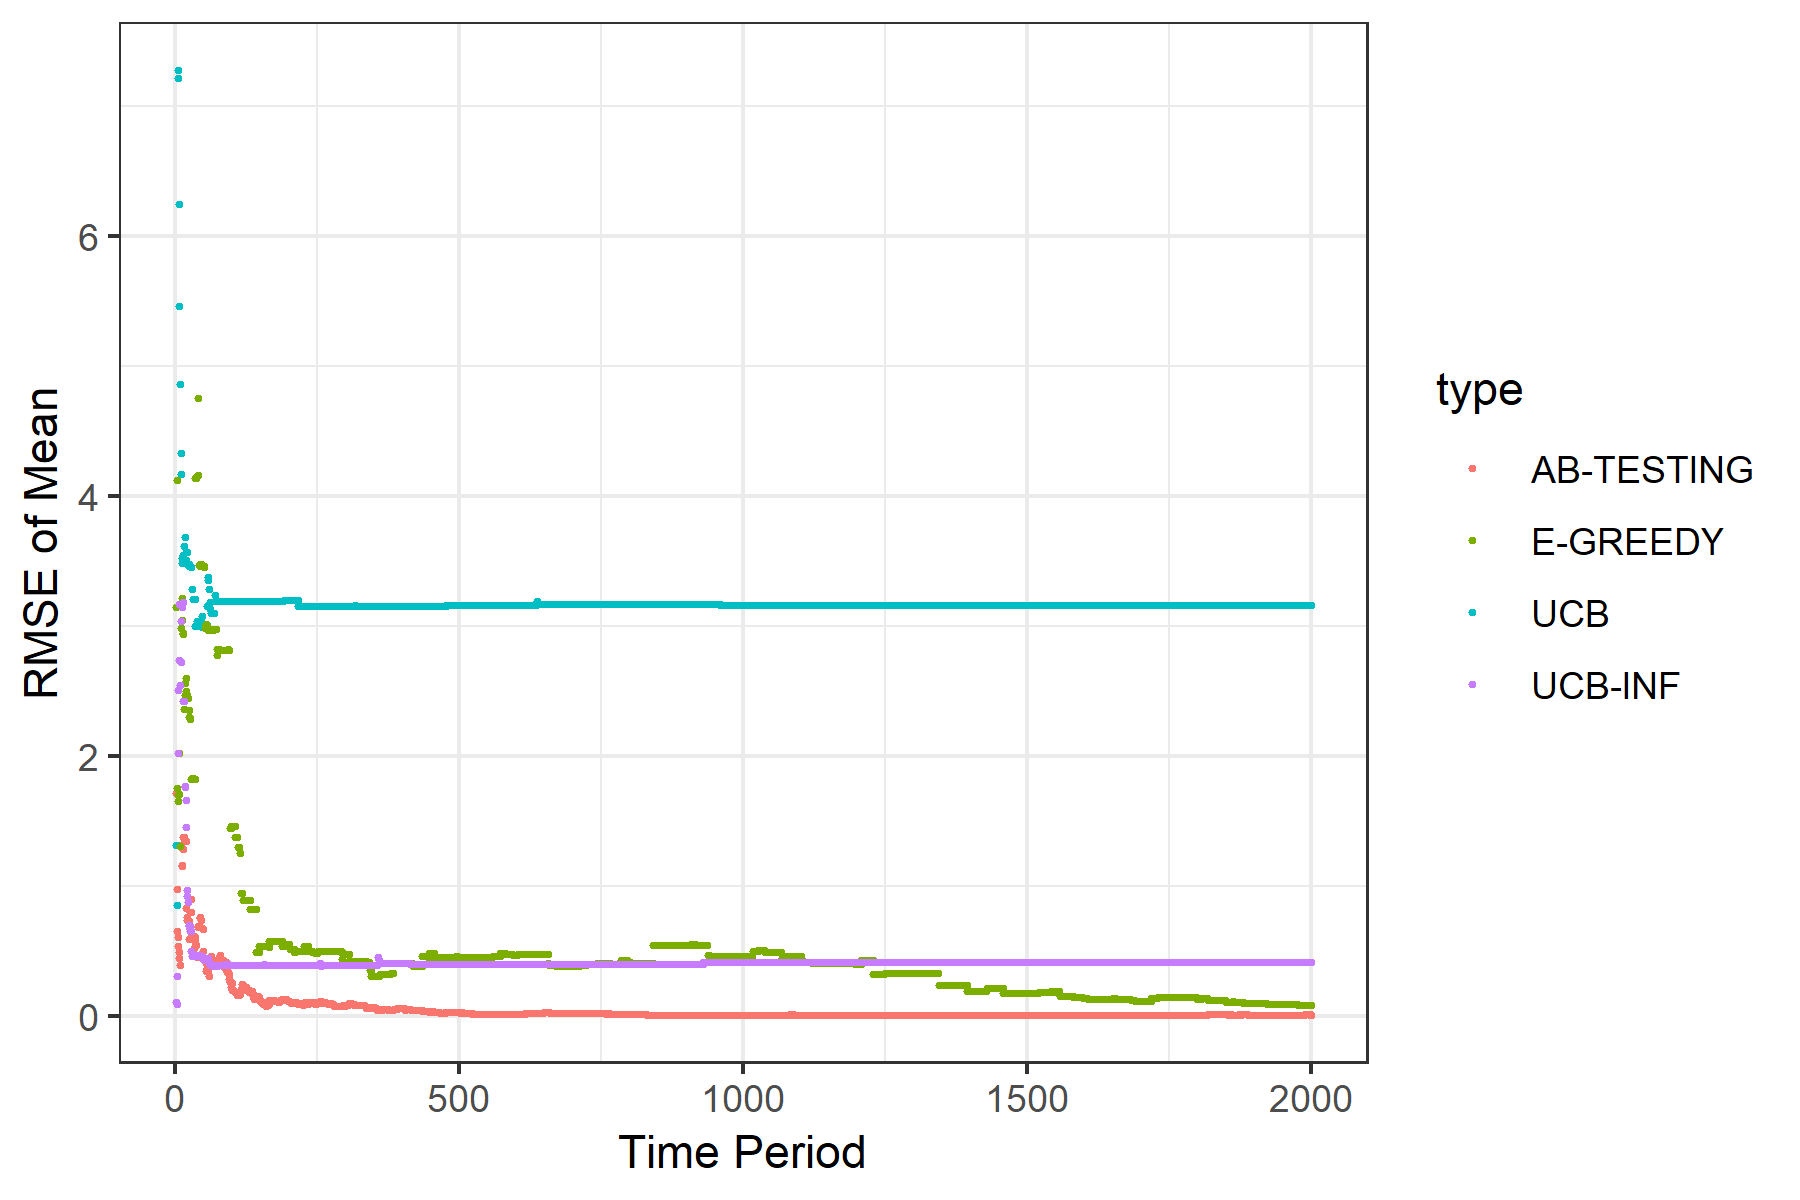 RMSE of Mean
6
4
2
0
0
500
1000
1500
2000
Time Period
type
AB-TESTING
E-GREEDY
UCB
UCB-INF